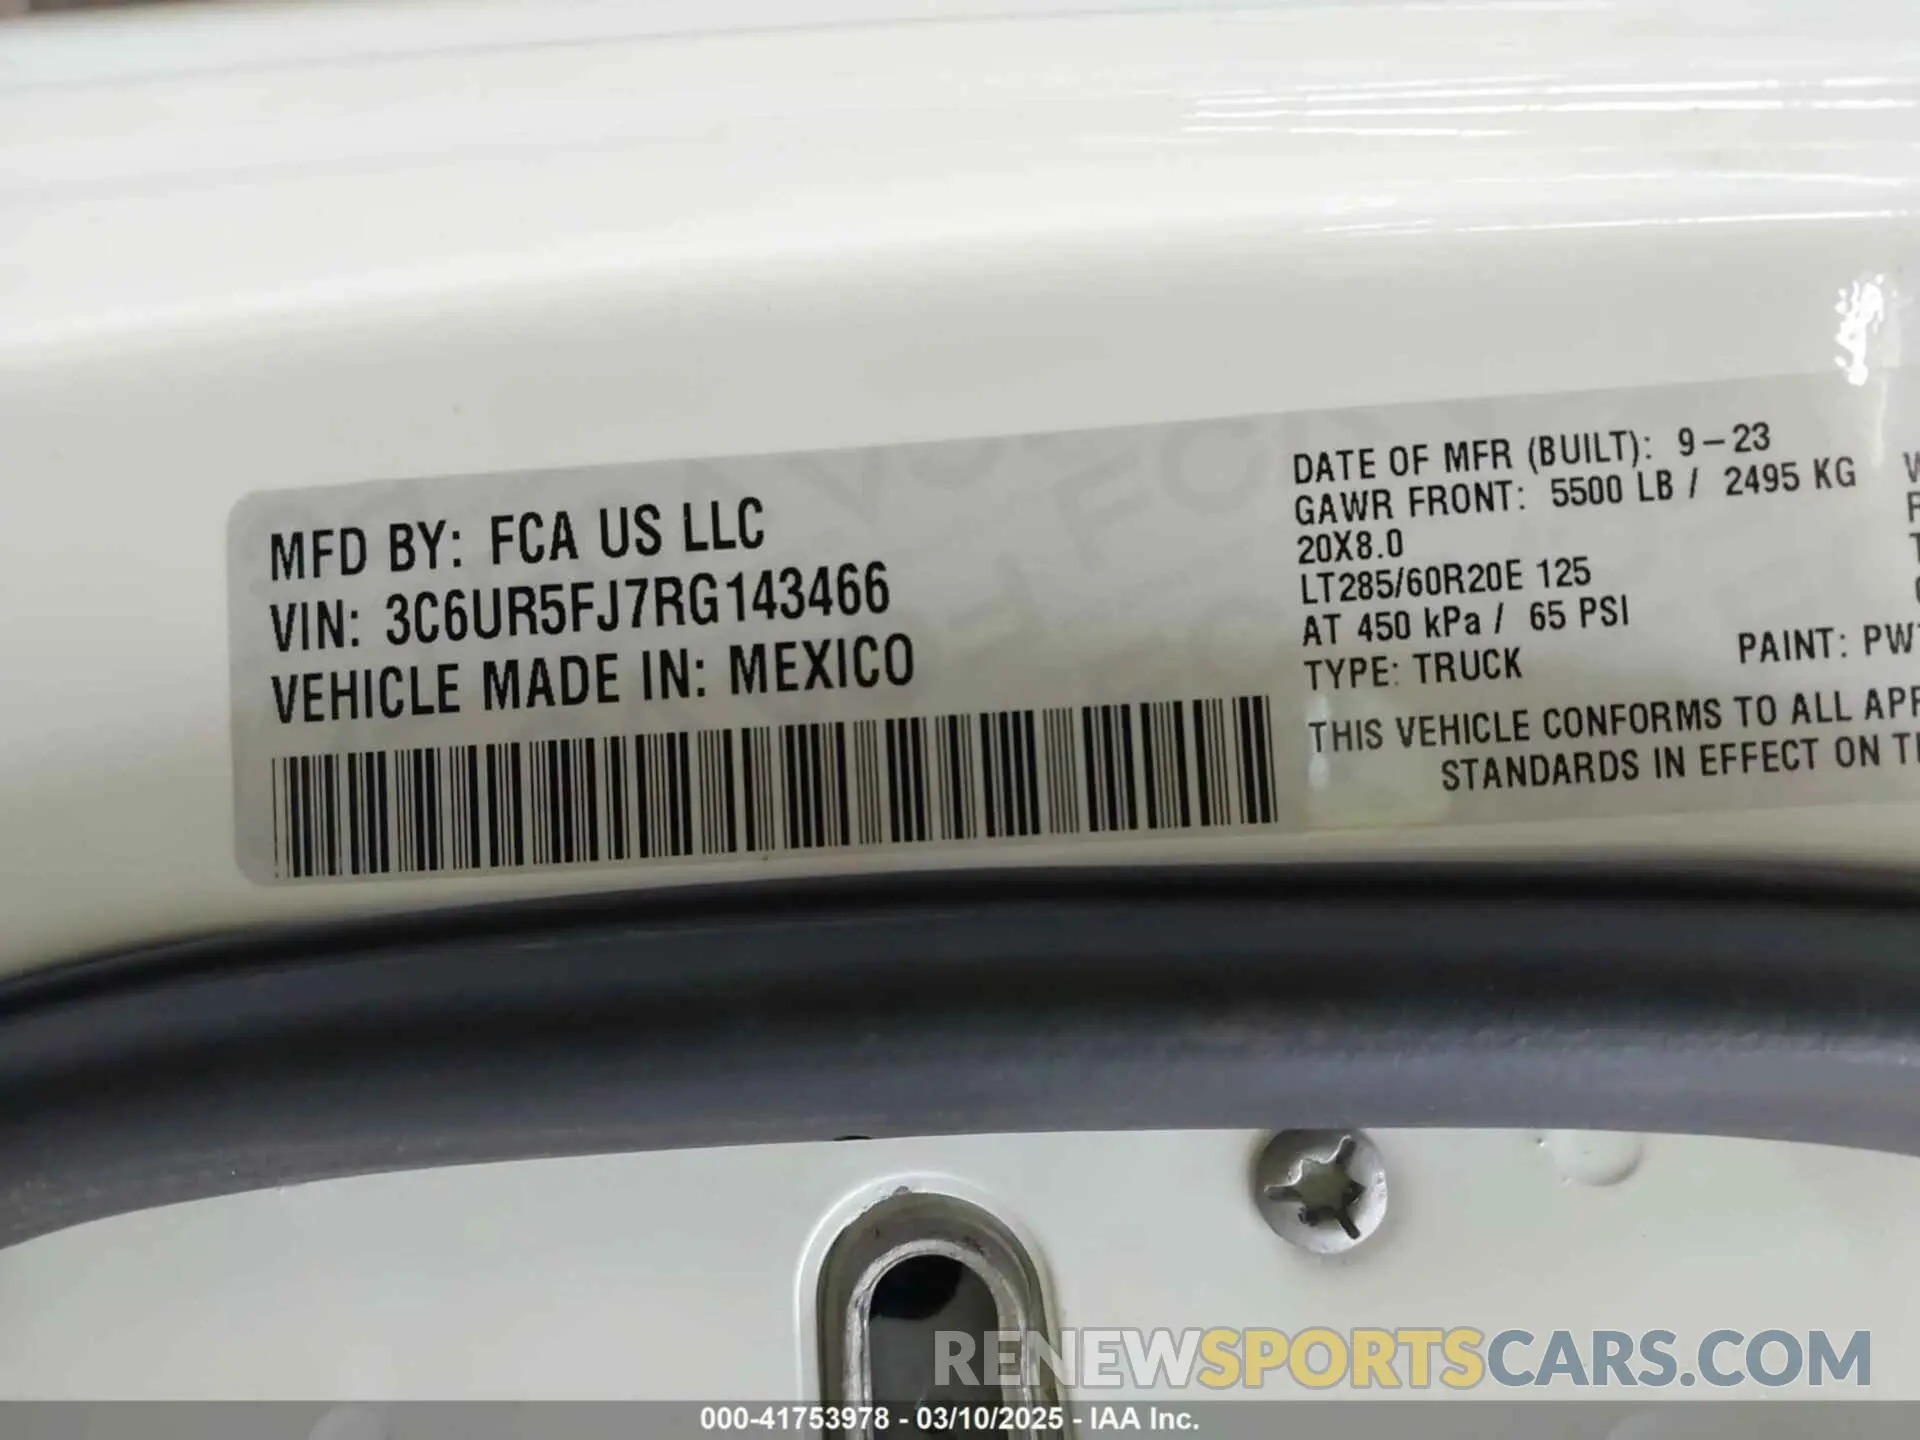 MFD BY: FCA US LLC
VIN: 3C6UR5FJ7RG143466
VEHICLE MADE IN: MEXICO
DATE OF MFR (BUILT): 9-23
GAWR FRONT: 5500 LB / 2495 KG
20X8.0
LT285/60R20E 125
AT 450 kPa / 65 PSI
TYPE: TRUCK PAINT: PW
THIS VEHICLE CONFORMS TO ALL APP
STANDARDS IN EFFECT ON
RENEWSPORTSCARS.COM
000-41753978 - 03/10/2025 - IAA Inc.